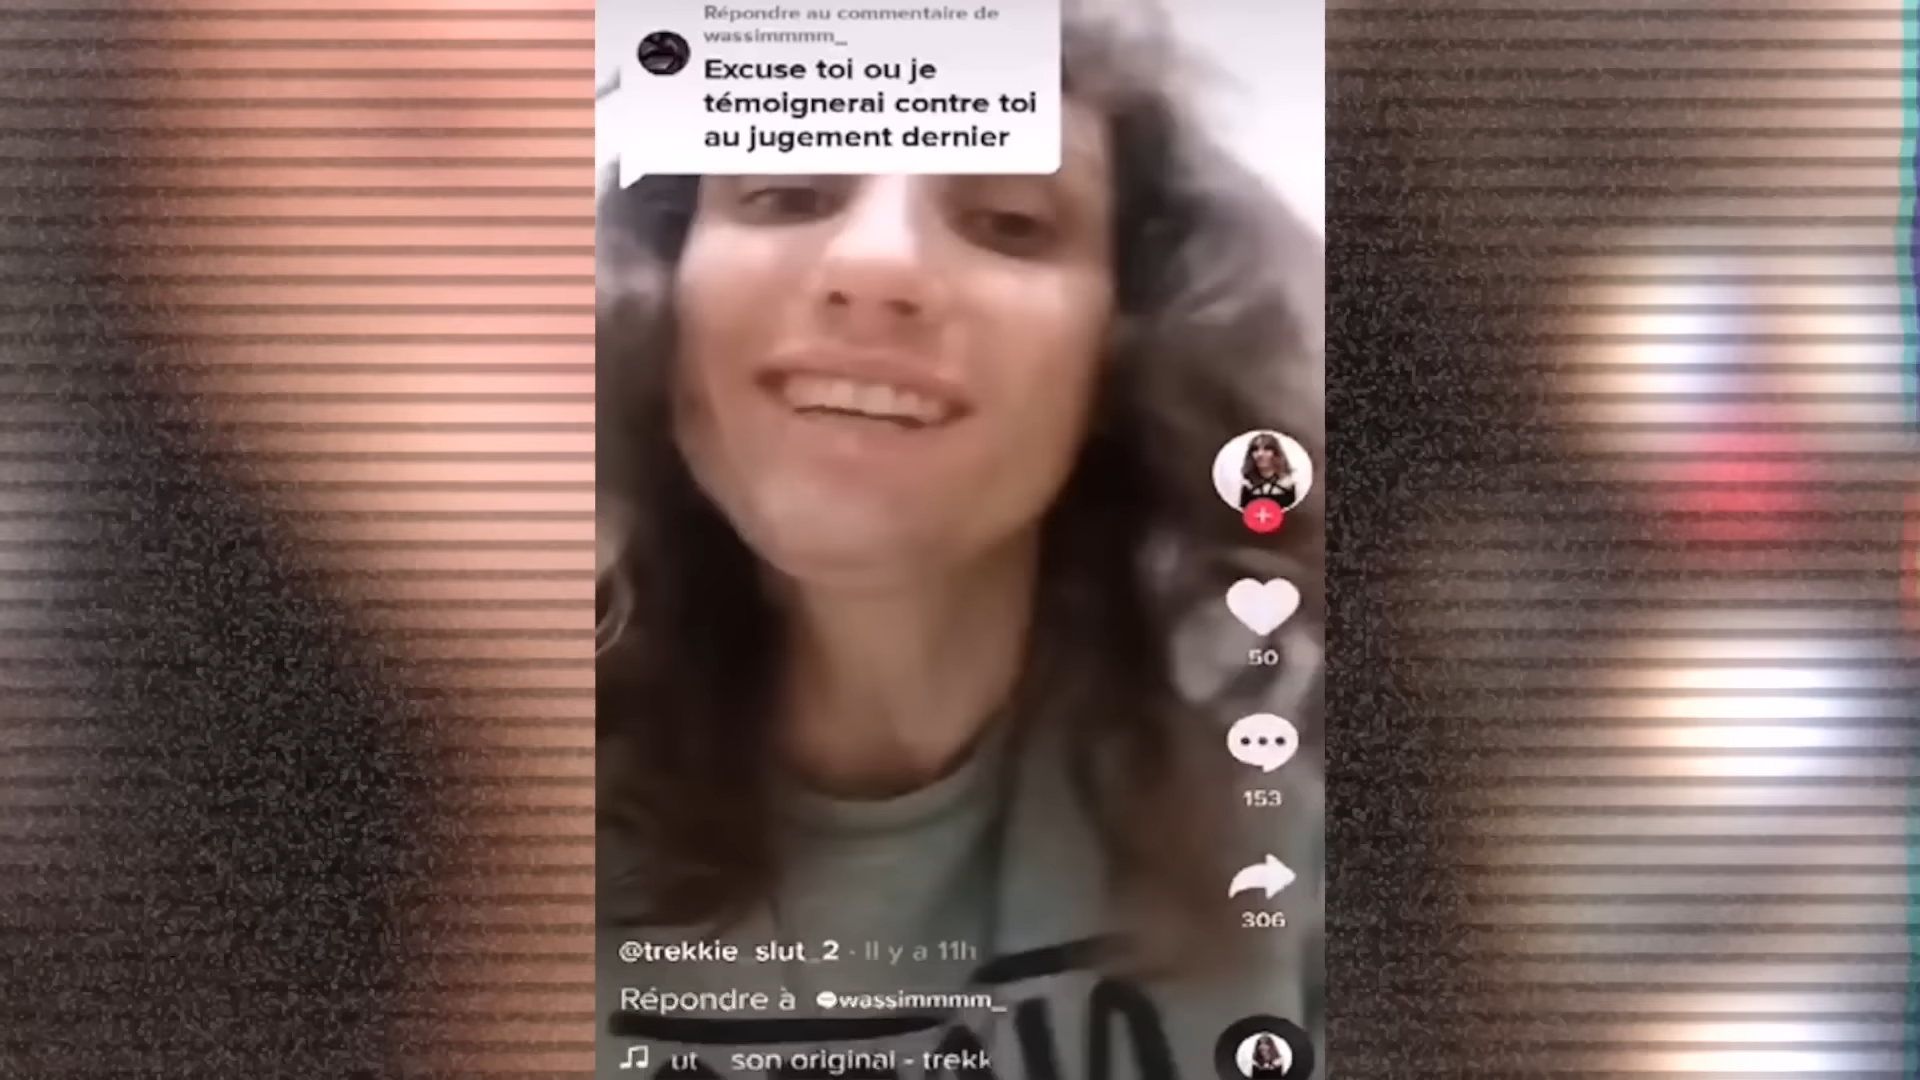 Répondre au commentaire de
wassimmmm_
Excuse toi ou je
témoignerai contre toi
au jugement dernier
50
153
306
@trekkie_slut_2 · Il y a 11h
Répondre à wassimmmm_
ut son original - trekk